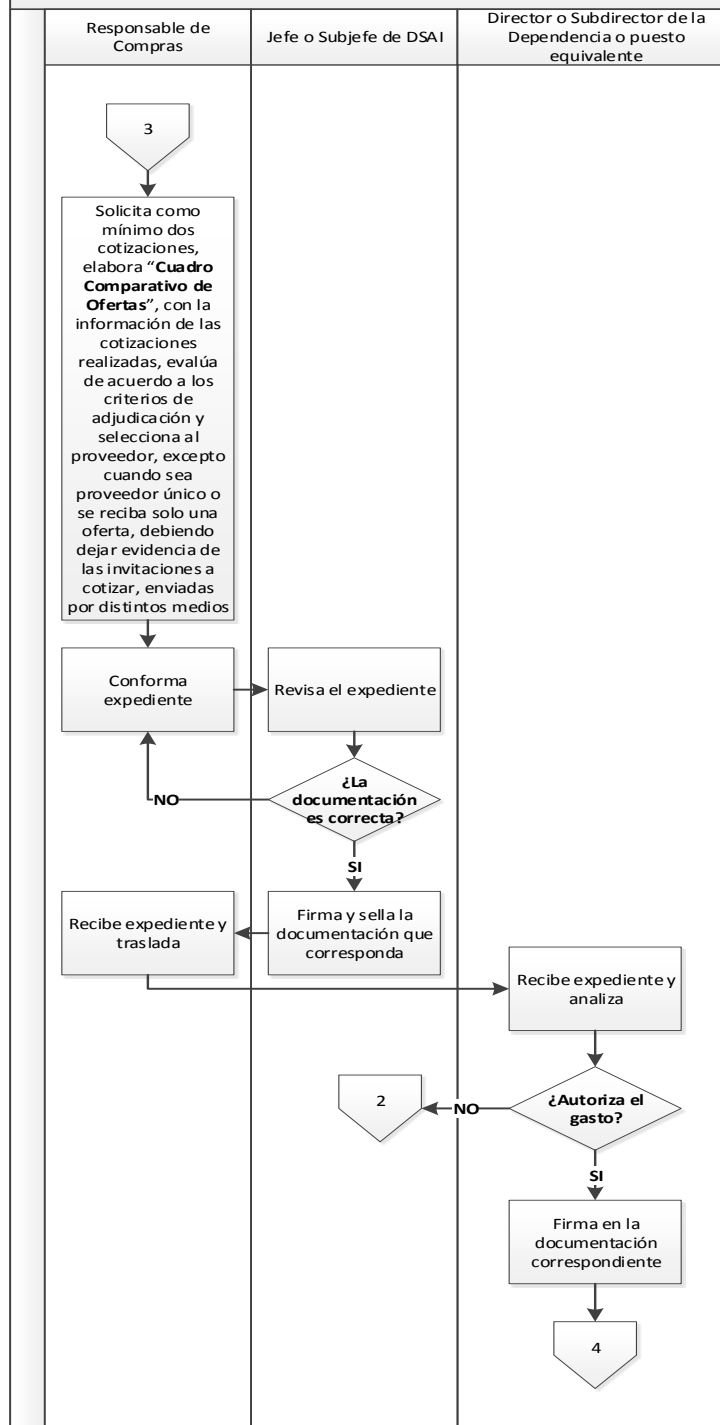 Responsable de
Compras
Jefe o Subjefe de DSAI
Director o Subdirector de la
Dependencia o puesto
equivalente
3
Solicita como
mínimo dos
cotizaciones,
elabora “Cuadro
Comparativo de
Ofertas”, con la
información de las
cotizaciones
realizadas, evalúa
de acuerdo a los
criterios de
adjudicación y
selecciona al
proveedor, excepto
cuando sea
proveedor único o
se reciba solo una
oferta, debiendo
dejar evidencia de
las invitaciones a
cotizar, enviadas
por distintos medios
Conforma
expediente
Revisa el expediente
¿La
documentación
es correcta?
NO
SI
Firma y sella la
documentación que
corresponda
Recibe expediente y
traslada
Recibe expediente y
analiza
¿Autoriza el
gasto?
NO
2
SI
Firma en la
documentación
correspondiente
4